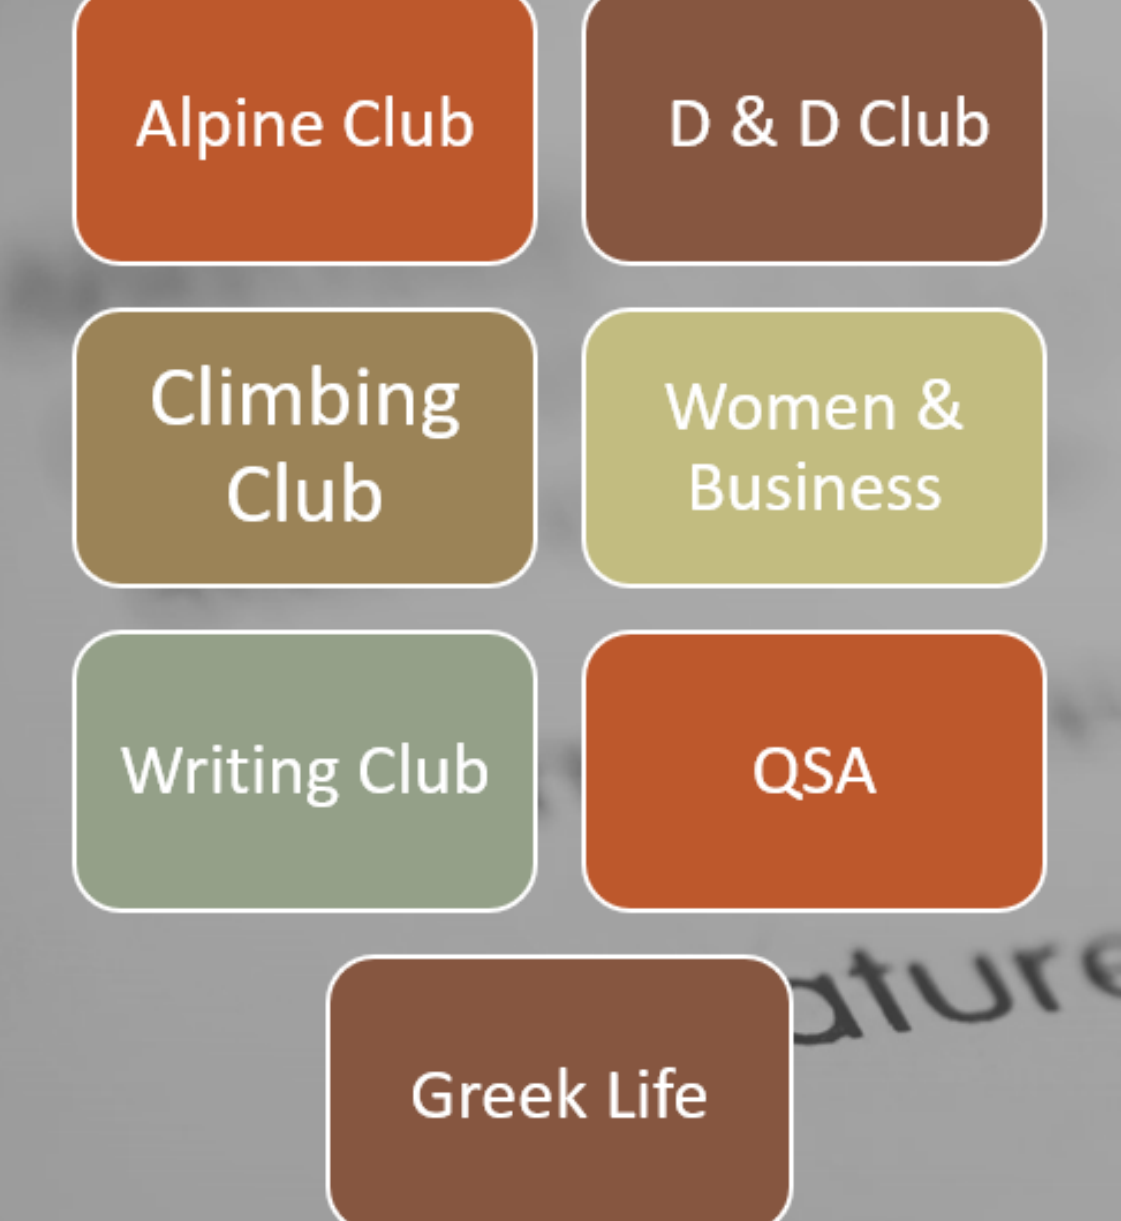 Alpine Club
D & D Club
Climbing
Club
Women &
Business
Writing Club
QSA
Greek Life